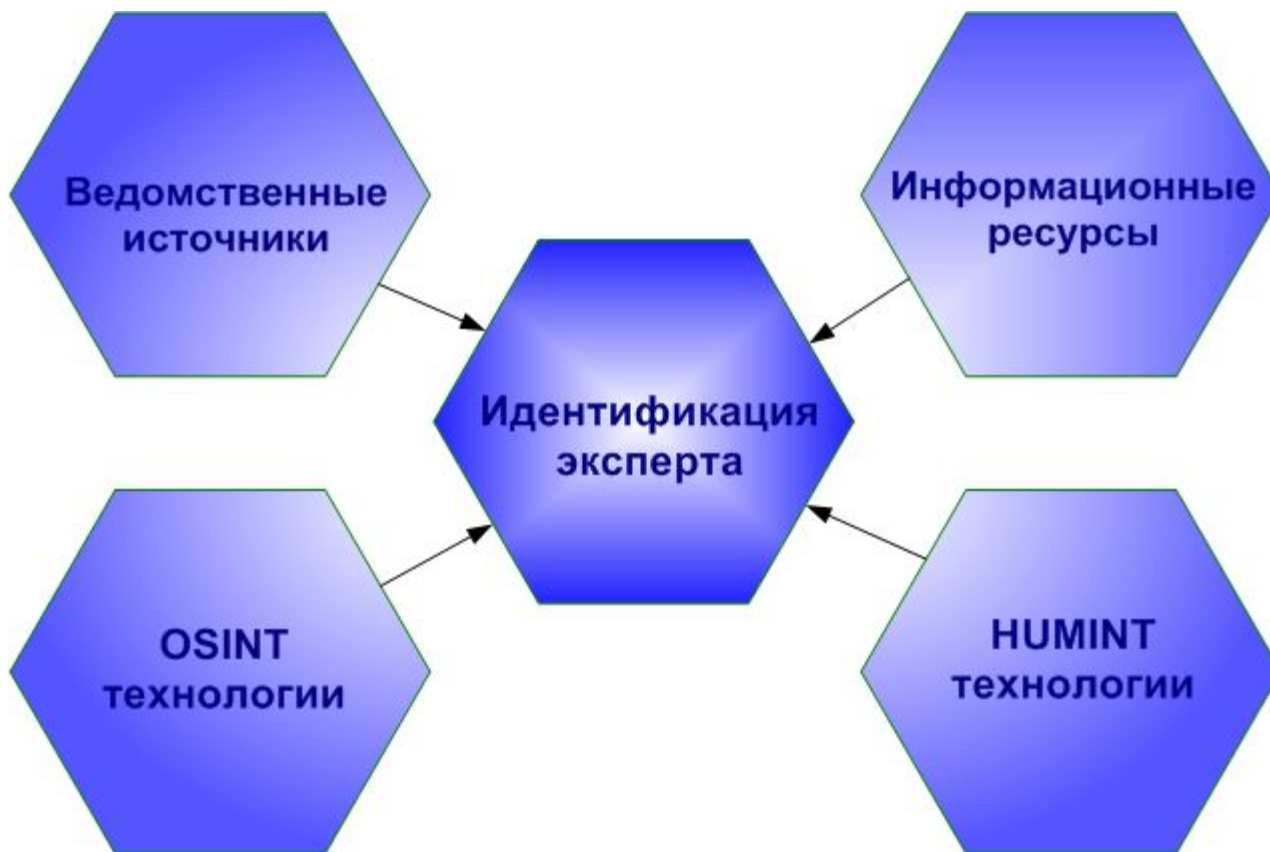 Ведомственные
источники
Информационные
ресурсы
Идентификация
эксперта
OSINT
технологии
HUMINT
технологии